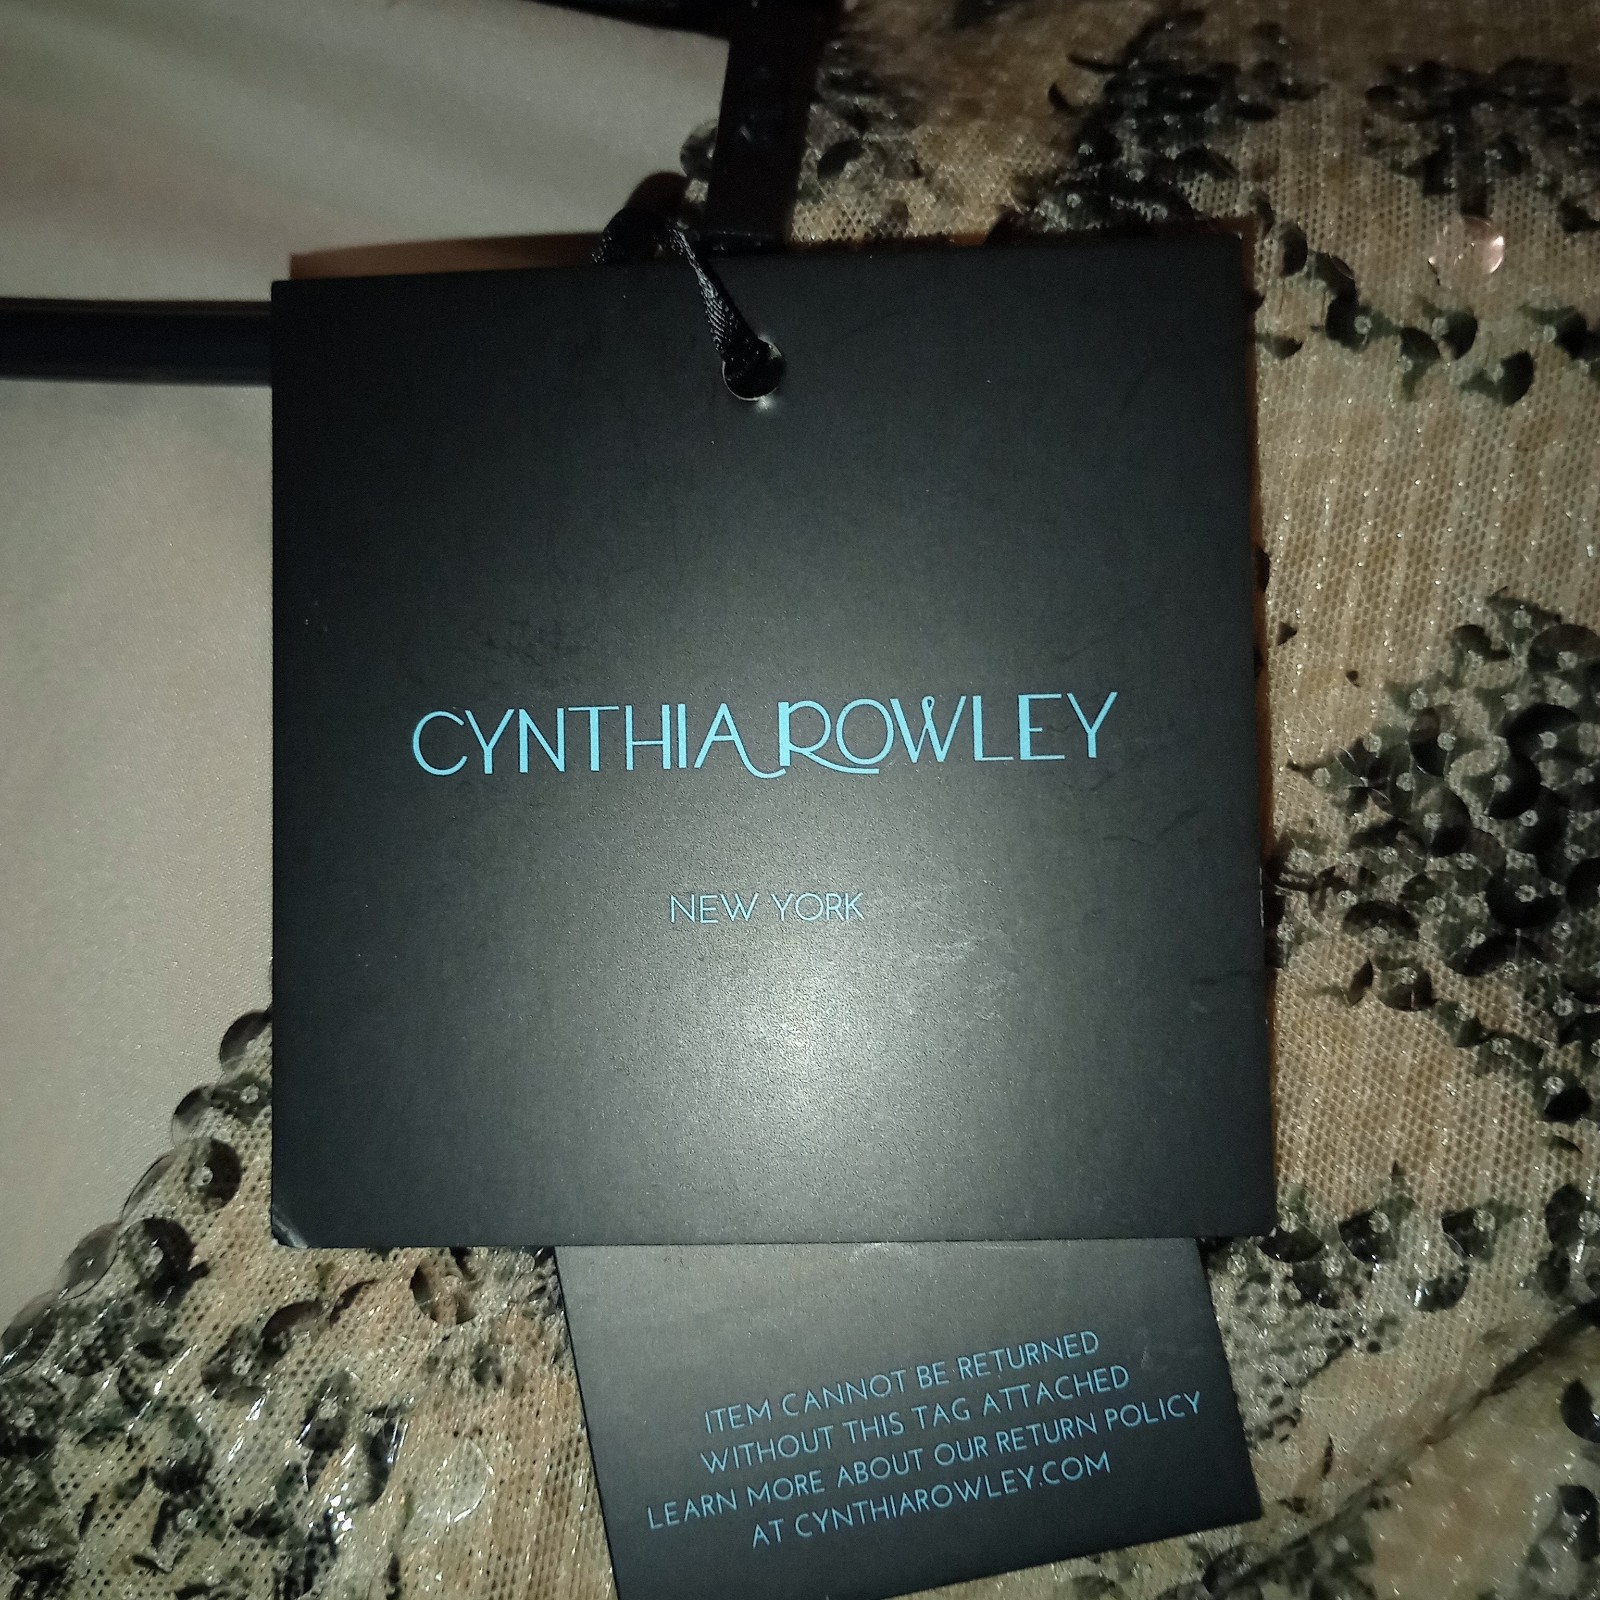 CYNTHIA ROWLEY
NEW YORK
ITEM CANNOT BE RETURNED
WITHOUT THIS TAG ATTACHED
LEARN MORE ABOUT OUR RETURN POLICY
AT CYNTHIAROWLEY.COM